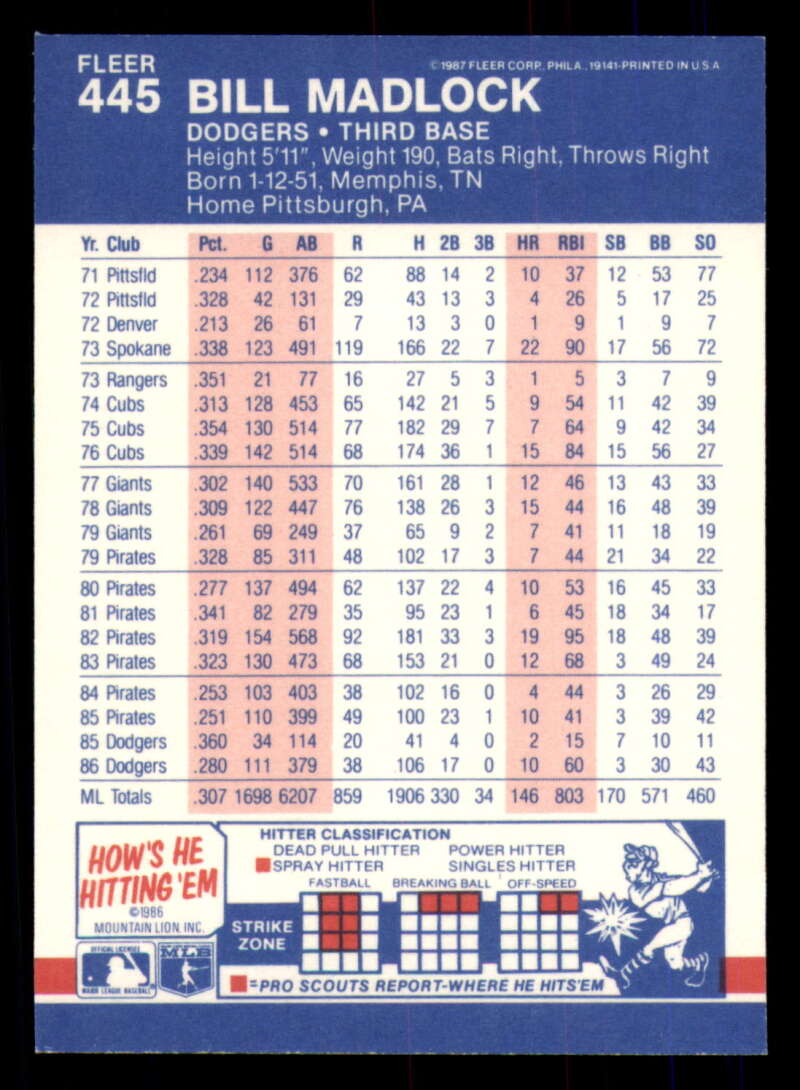 FLEER
©1987 FLEER CORP., PHILA., 19141-PRINTED IN U S A
445 BILL MADLOCK
DODGERS • THIRD BASE
Height 5'11", Weight 190, Bats Right, Throws Right
Born 1-12-51, Memphis, TN
Home Pittsburgh, PA
Yr. Club Pct. G AB R H 2B 3B HR RBI SB BB SO
71 Pittsfld .234 112 376 62 88 14 2 10 37 12 53 77
72 Pittsfld .328 42 131 29 43 13 3 4 26 5 17 25
72 Denver .213 26 61 7 13 3 0 1 9 1 9 7
73 Spokane .338 123 491 119 166 22 7 22 90 17 56 72
73 Rangers .351 21 77 16 27 5 3 1 5 3 7 9
74 Cubs .313 128 453 65 142 21 5 9 54 11 42 39
75 Cubs .354 130 514 77 182 29 7 7 64 9 42 34
76 Cubs .339 142 514 68 174 36 1 15 84 15 56 27
77 Giants .302 140 533 70 161 28 1 12 46 13 43 33
78 Giants .309 122 447 76 138 26 3 15 44 16 48 39
79 Giants .261 69 249 37 65 9 2 7 41 11 18 19
79 Pirates .328 85 311 48 102 17 3 7 44 21 34 22
80 Pirates .277 137 494 62 137 22 4 10 53 16 45 33
81 Pirates .341 82 279 35 95 23 1 6 45 18 34 17
82 Pirates .319 154 568 92 181 33 3 19 95 18 48 39
83 Pirates .323 130 473 68 153 21 0 12 68 3 49 24
84 Pirates .253 103 403 38 102 16 0 4 44 3 26 29
85 Pirates .251 110 399 49 100 23 1 10 41 3 39 42
85 Dodgers .360 34 114 20 41 4 0 2 15 7 10 11
86 Dodgers .280 111 379 38 106 17 0 10 60 3 30 43
ML Totals .307 1698 6207 859 1906 330 34 146 803 170 571 460
HOW'S HE
HITTING 'EM
©1986
MOUNTAIN LION, INC.
HITTER CLASSIFICATION
DEAD PULL HITTER POWER HITTER
SPRAY HITTER SINGLES HITTER
FASTBALL BREAKING BALL OFF-SPEED
STRIKE
ZONE
OFFICIAL LICENSEE
MAJOR LEAGUE BASEBALL
MLB
=PRO SCOUTS REPORT-WHERE HE HITS'EM